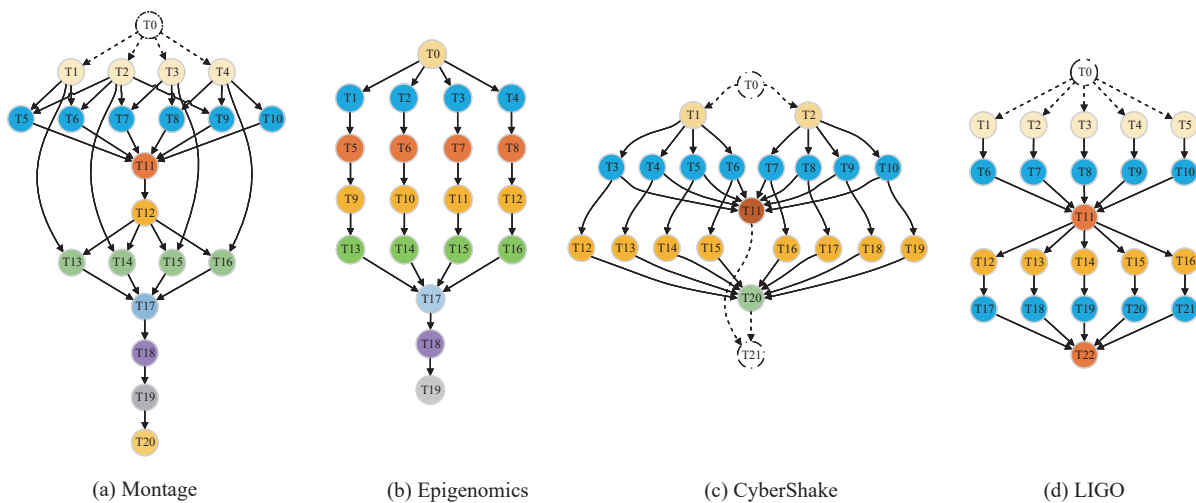 T0
T1 T2 T3 T4
T5 T6 T7 T8 T9 T10
T11
T12
T13 T14 T15 T16
T17
T18
T19
T20
(a) Montage
T0
T1 T2 T3 T4
T5 T6 T7 T8
T9 T10 T11 T12
T13 T14 T15 T16
T17
T18
T19
(b) Epigenomics
T0
T1 T2
T3 T4 T5 T6 T7 T8 T9 T10
T11
T12 T13 T14 T15 T16 T17 T18 T19
T20
T21
(c) CyberShake
T0
T1 T2 T3 T4 T5
T6 T7 T8 T9 T10
T11
T12 T13 T14 T15 T16
T17 T18 T19 T20 T21
T22
(d) LIGO